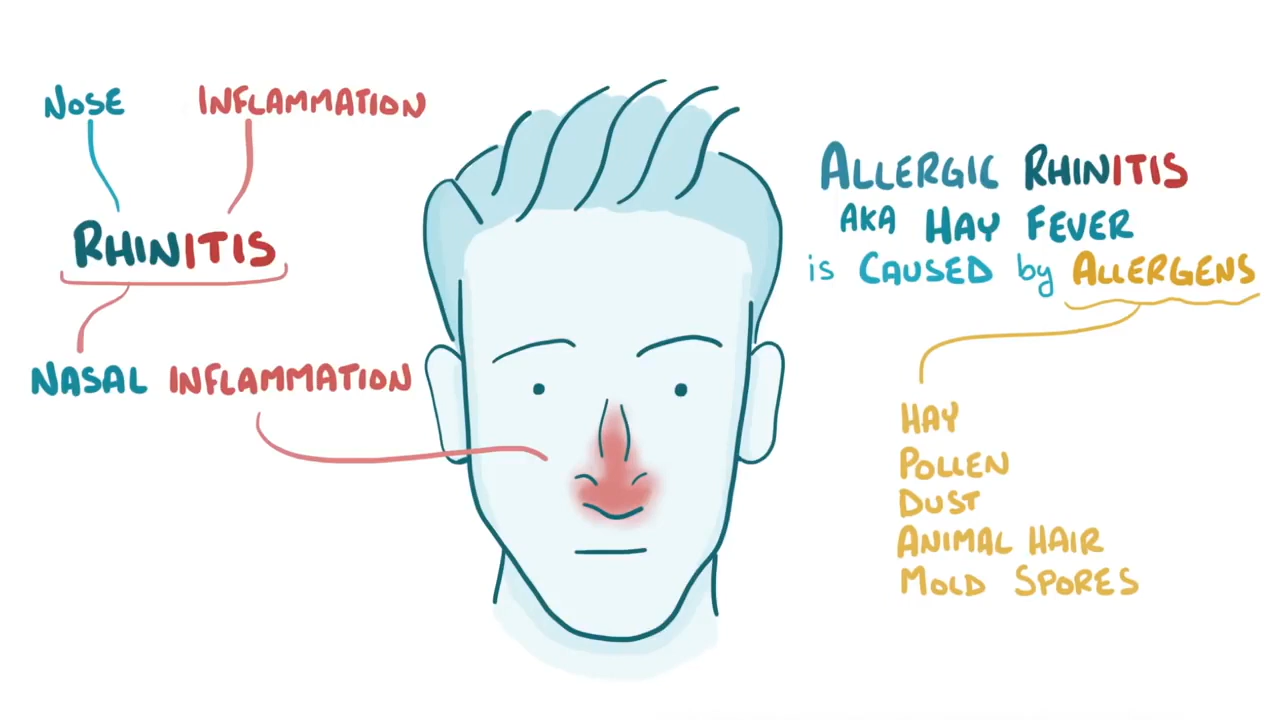 NOSE
INFLAMMATION
RHINITIS
NASAL INFLAMMATION
ALLERGIC RHINITIS
AKA HAY FEVER
is CAUSED by ALLERGENS
HAY
POLLEN
DUST
ANIMAL HAIR
MOLD SPORES